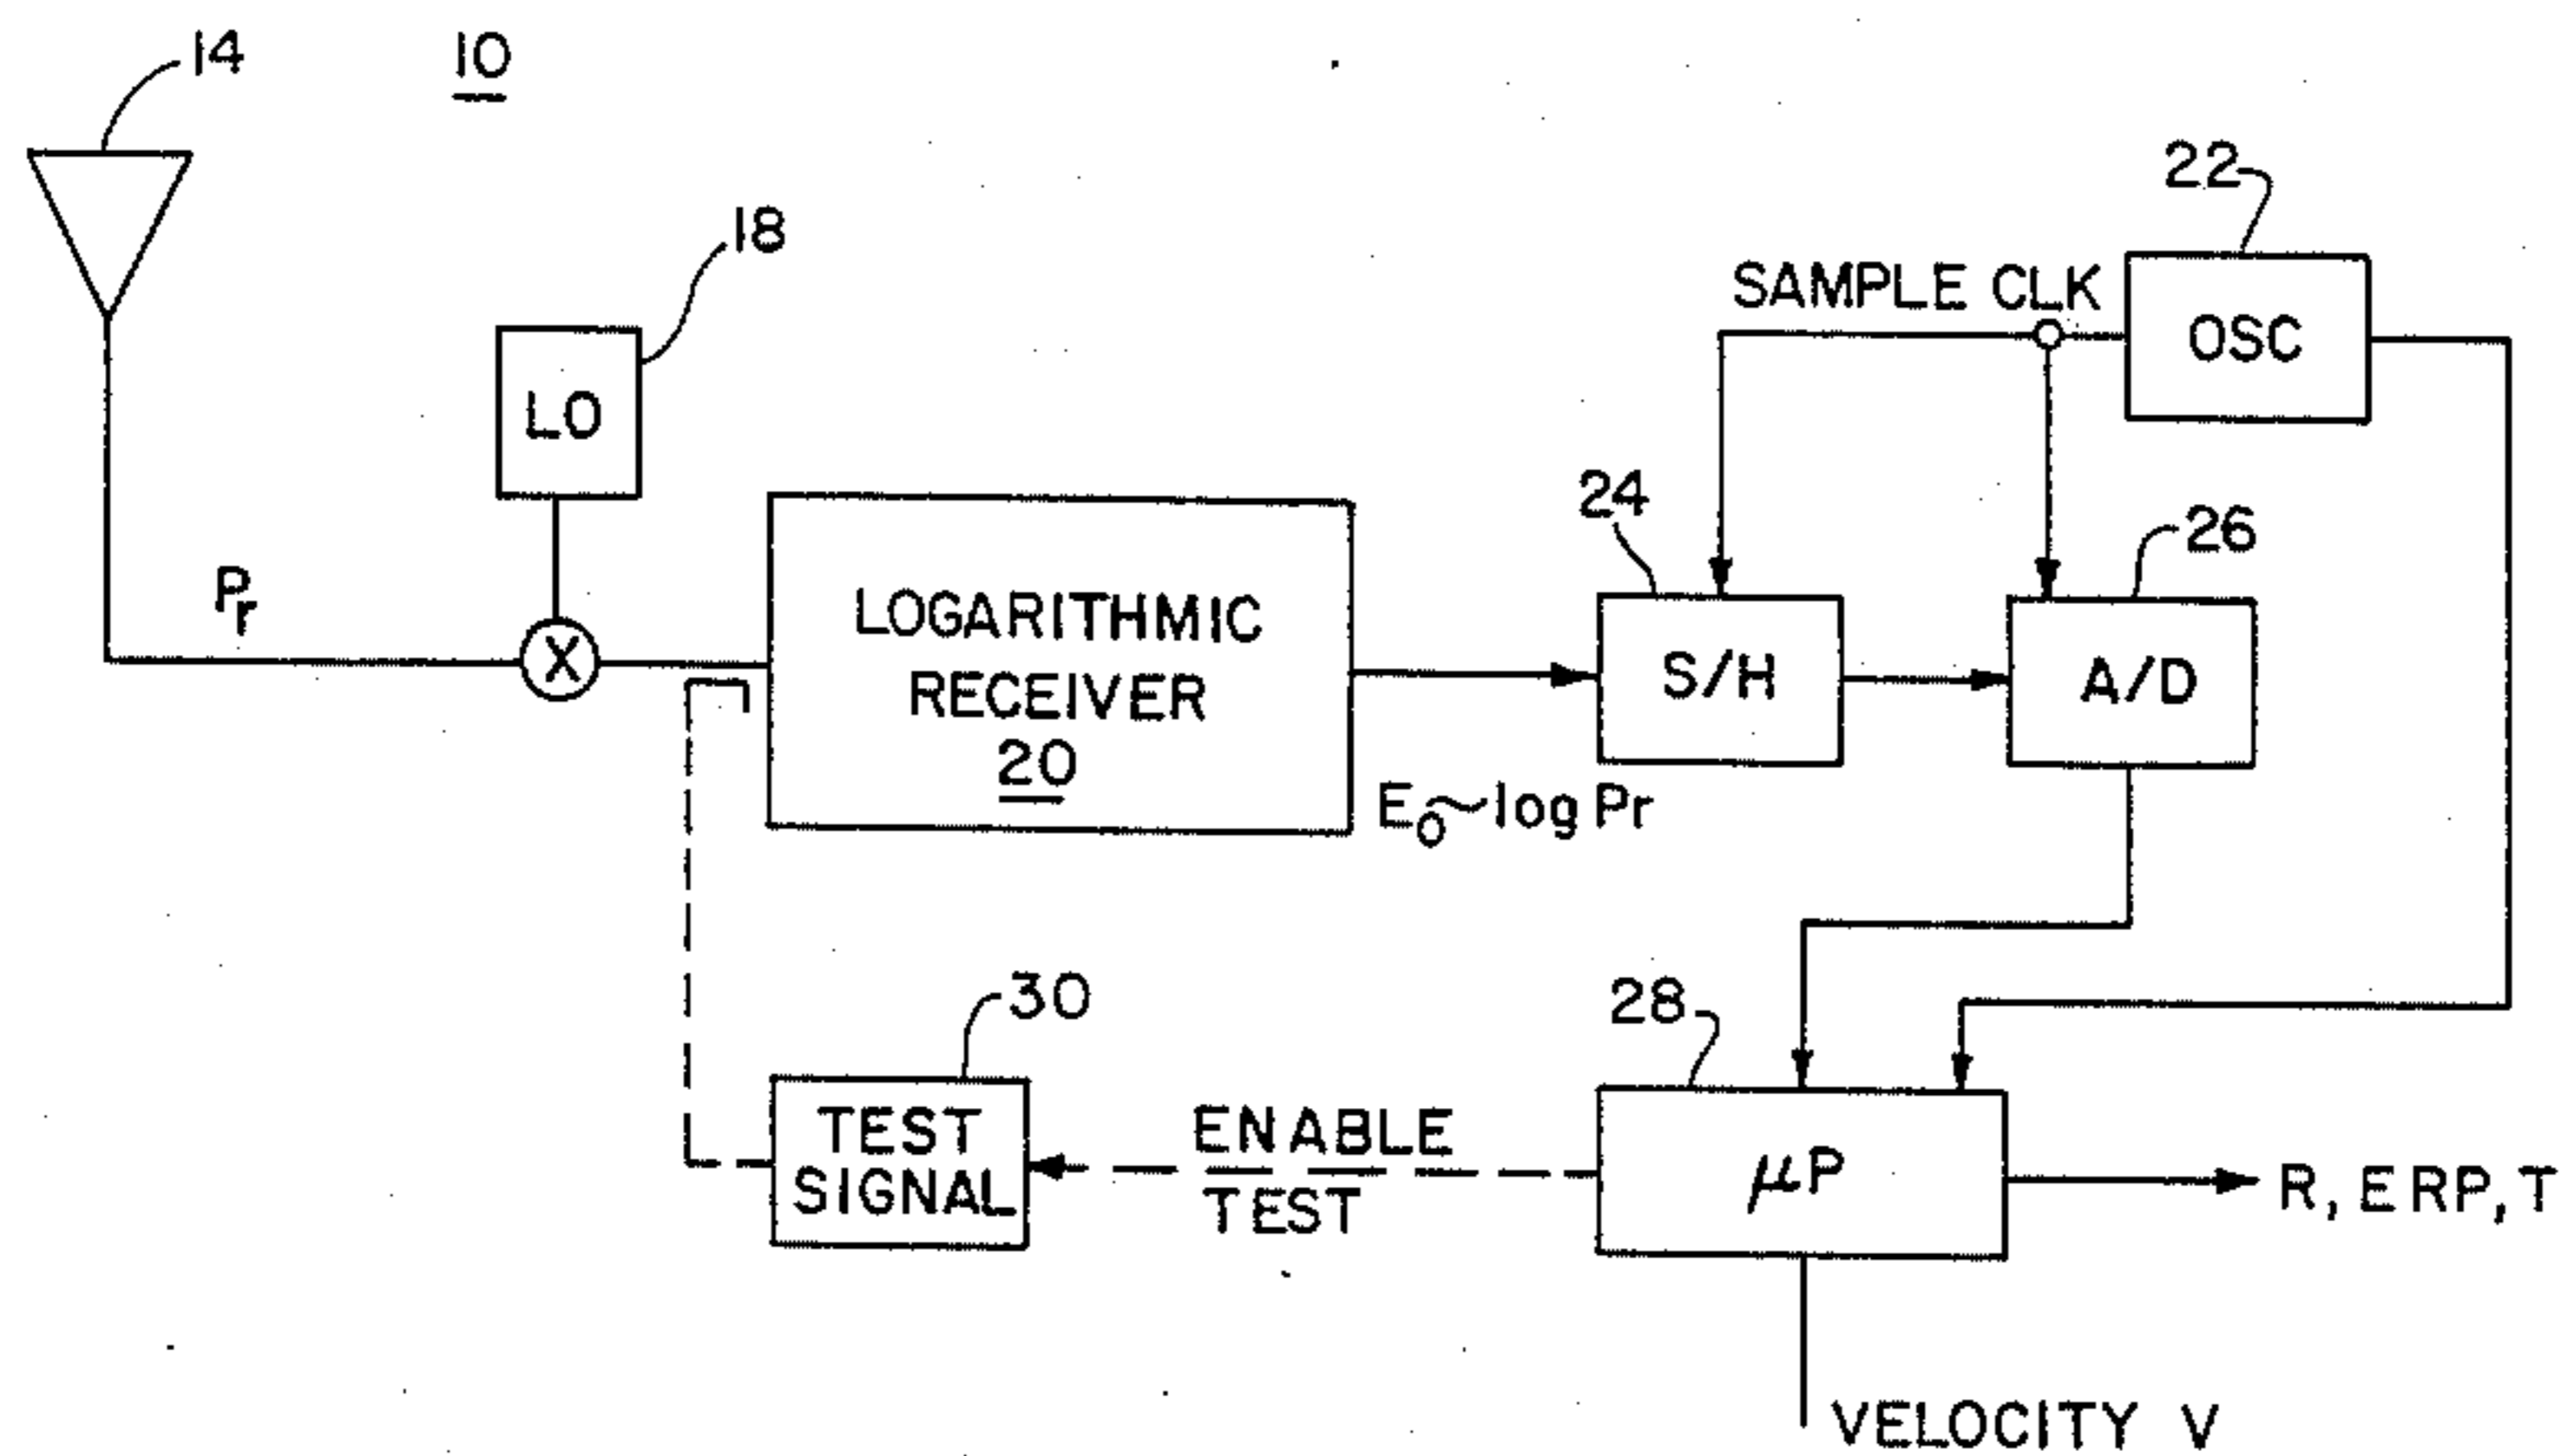 14
10
18
LO
Pr
X
LOGARITHMIC
RECEIVER
20
E₀~log Pr
22
SAMPLE CLK
OSC
24
S/H
26
A/D
28
μP
30
TEST
SIGNAL
ENABLE
TEST
R, ERP, T
VELOCITY V